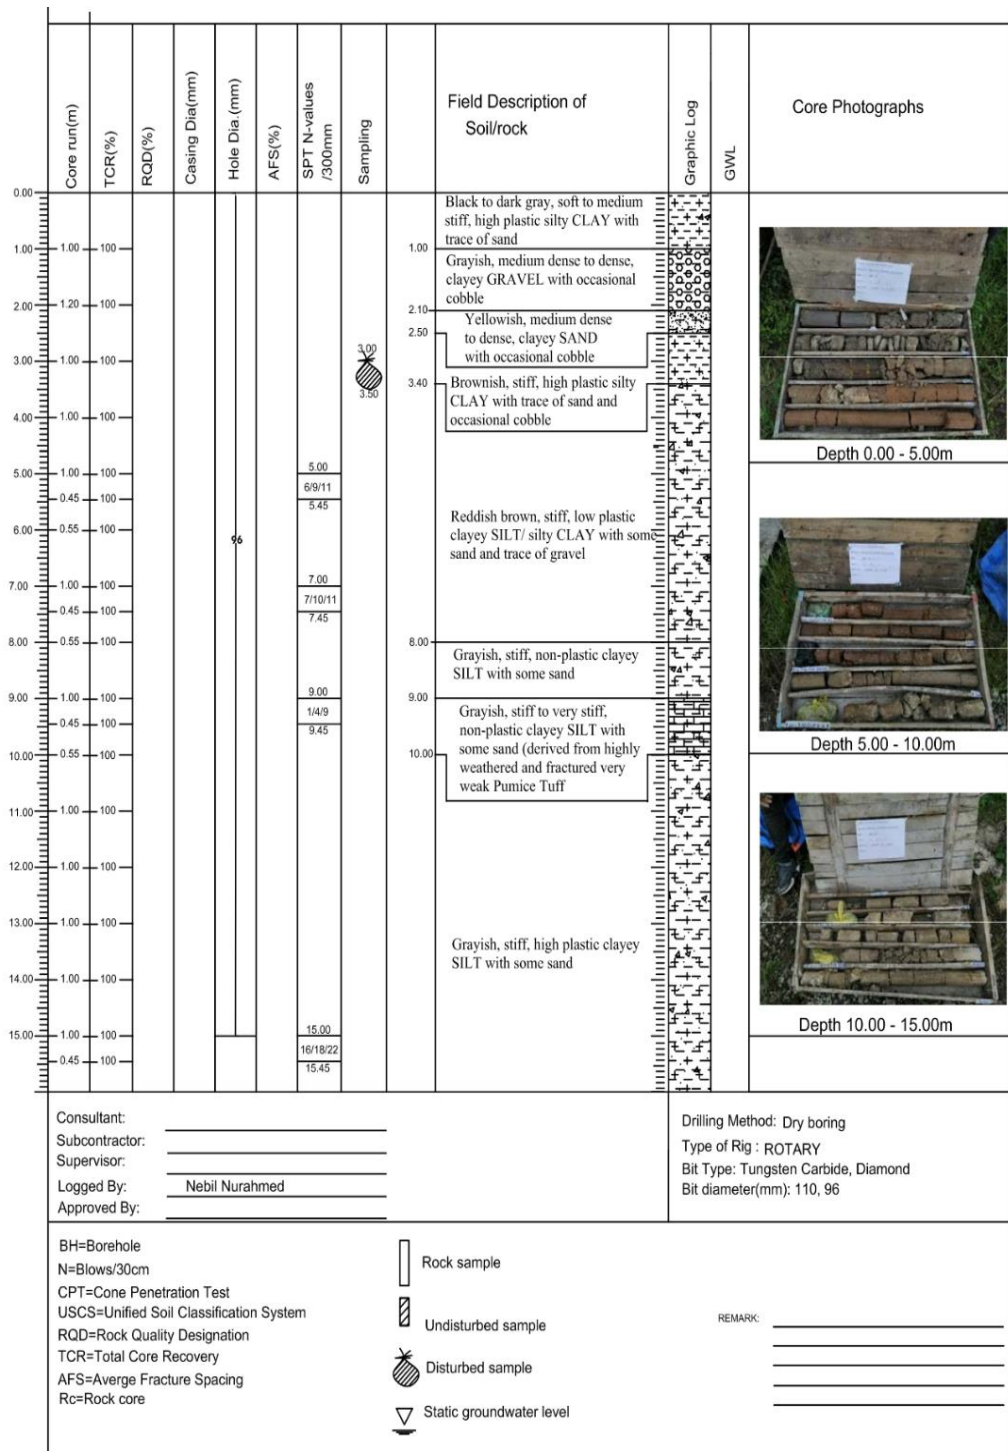 Core run(m)
TCR(%)
RQD(%)
Casing Dia(mm)
Hole Dia.(mm)
AFS(%)
SPT N-values
/300mm
Sampling
Field Description of
Soil/rock
Graphic Log
GWL
Core Photographs
0.00
1.00
2.00
3.00
4.00
5.00
6.00
7.00
8.00
9.00
10.00
11.00
12.00
13.00
14.00
15.00
1.00 100
1.20 100
1.00 100
1.00 100
1.00 100
0.45 100
0.55 100
1.00 100
0.45 100
0.55 100
1.00 100
0.45 100
0.55 100
1.00 100
1.00 100
1.00 100
1.00 100
1.00 100
0.45 100
96
5.00
6/9/11
5.45
7.00
7/10/11
7.45
9.00
1/4/9
9.45
15.00
16/18/22
15.45
3.00
3.50
1.00
2.10
2.50
3.40
8.00
9.00
10.00
Black to dark gray, soft to medium
stiff, high plastic silty CLAY with
trace of sand
Grayish, medium dense to dense,
clayey GRAVEL with occasional
cobble
Yellowish, medium dense
to dense, clayey SAND
with occasional cobble
Brownish, stiff, high plastic silty
CLAY with trace of sand and
occasional cobble
Reddish brown, stiff, low plastic
clayey SILT/ silty CLAY with some
sand and trace of gravel
Grayish, stiff, non-plastic clayey
SILT with some sand
Grayish, stiff to very stiff,
non-plastic clayey SILT with
some sand (derived from highly
weathered and fractured very
weak Pumice Tuff
Grayish, stiff, high plastic clayey
SILT with some sand
Depth 0.00 - 5.00m
Depth 5.00 - 10.00m
Depth 10.00 - 15.00m
Consultant:
Subcontractor:
Supervisor:
Logged By: Nebil Nurahmed
Approved By:
Drilling Method: Dry boring
Type of Rig : ROTARY
Bit Type: Tungsten Carbide, Diamond
Bit diameter(mm): 110, 96
BH=Borehole
N=Blows/30cm
CPT=Cone Penetration Test
USCS=Unified Soil Classification System
RQD=Rock Quality Designation
TCR=Total Core Recovery
AFS=Averge Fracture Spacing
Rc=Rock core
Rock sample
Undisturbed sample
Disturbed sample
Static groundwater level
REMARK: